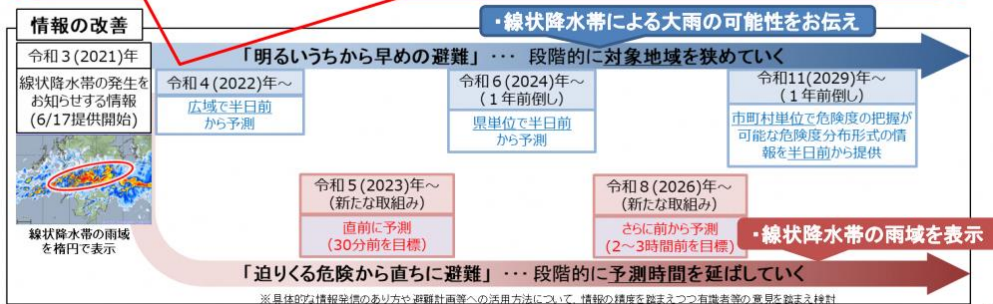 情報の改善
・線状降水帯による大雨の可能性をお伝え
令和3(2021)年
線状降水帯の発生を
お知らせする情報
(6/17提供開始)
線状降水帯の雨域
を楕円で表示
「明るいうちから早めの避難」・・・段階的に対象地域を狭めていく
令和4(2022)年~
広域で半日前
から予測
令和6(2024)年~
(1年前倒し)
県単位で半日前
から予測
令和11(2029)年~
(1年前倒し)
市町村単位で危険度の把握が
可能な危険度分布形式の情
報を半日前から提供
令和5(2023)年~
(新たな取組み)
直前に予測
(30分前を目標)
令和8(2026)年~
(新たな取組み)
さらに前から予測
(2~3時間前を目標)
・線状降水帯の雨域を表示
「迫りくる危険から直ちに避難」・・・段階的に予測時間を延ばしていく
※具体的な情報発信のあり方や避難計画等への活用方法について、情報の精度を踏まえつつ有識者等の意見を踏まえ検討